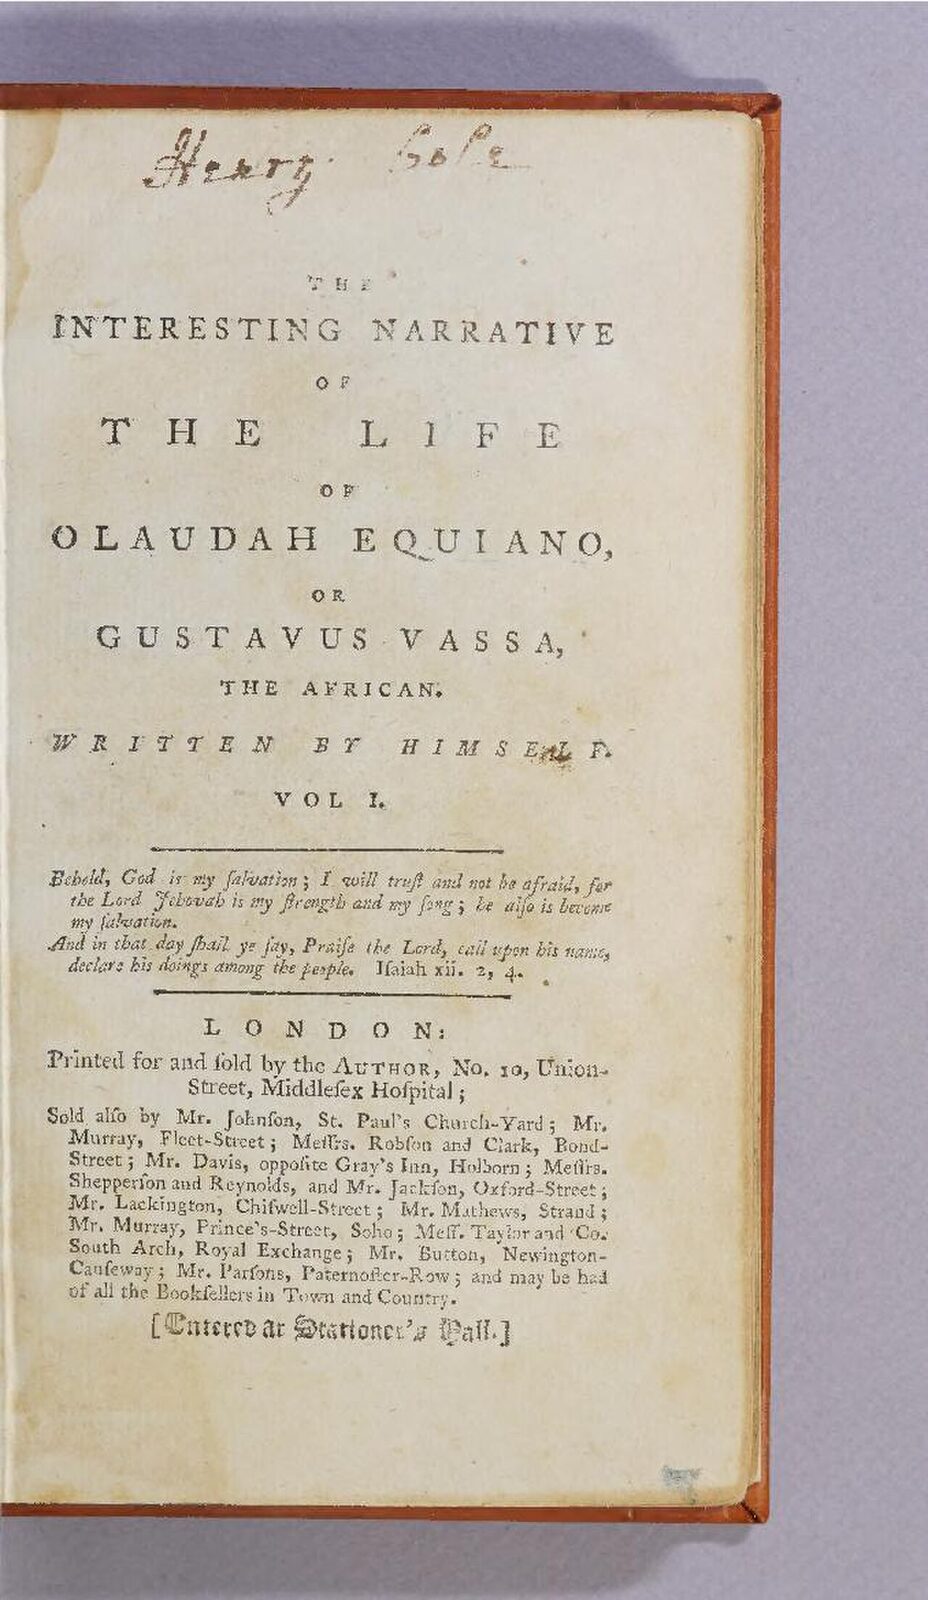 Henry Cole
THE
INTERESTING NARRATIVE
OF
THE LIFE
OF
OLAUDAH EQUIANO,
OR
GUSTAVUS VASSA,
THE AFRICAN.
WRITTEN BY HIMSELF.
VOL I.
Behold, God is my ſalvation; I will truſt and not be afraid, for
the Lord Jehovah is my ſtrength and my ſong; he alſo is become
my ſalvation.
And in that day ſhall ye ſay, Praiſe the Lord, call upon his name,
declare his doings among the people. Iſaiah xii. 2, 4.
LONDON:
Printed for and ſold by the AUTHOR, No. 10, Union-
Street, Middleſex Hoſpital;
Sold alſo by Mr. Johnſon, St. Paul's Church-Yard; Mr.
Murray, Fleet-Street; Meſſrs. Robſon and Clark, Bond-
Street; Mr. Davis, oppoſite Gray's Inn, Holborn; Meſſrs.
Shepperſon and Reynolds, and Mr. Jackſon, Oxford-Street;
Mr. Lackington, Chiſwell-Street; Mr. Mathews, Strand;
Mr. Murray, Prince's-Street, Soho; Meſſ. Taylor and Co.
South Arch, Royal Exchange; Mr. Button, Newington-
Cauſeway; Mr. Parſons, Paternoſter-Row; and may be had
of all the Bookſellers in Town and Country.
[Entered at Stationer's Hall.]